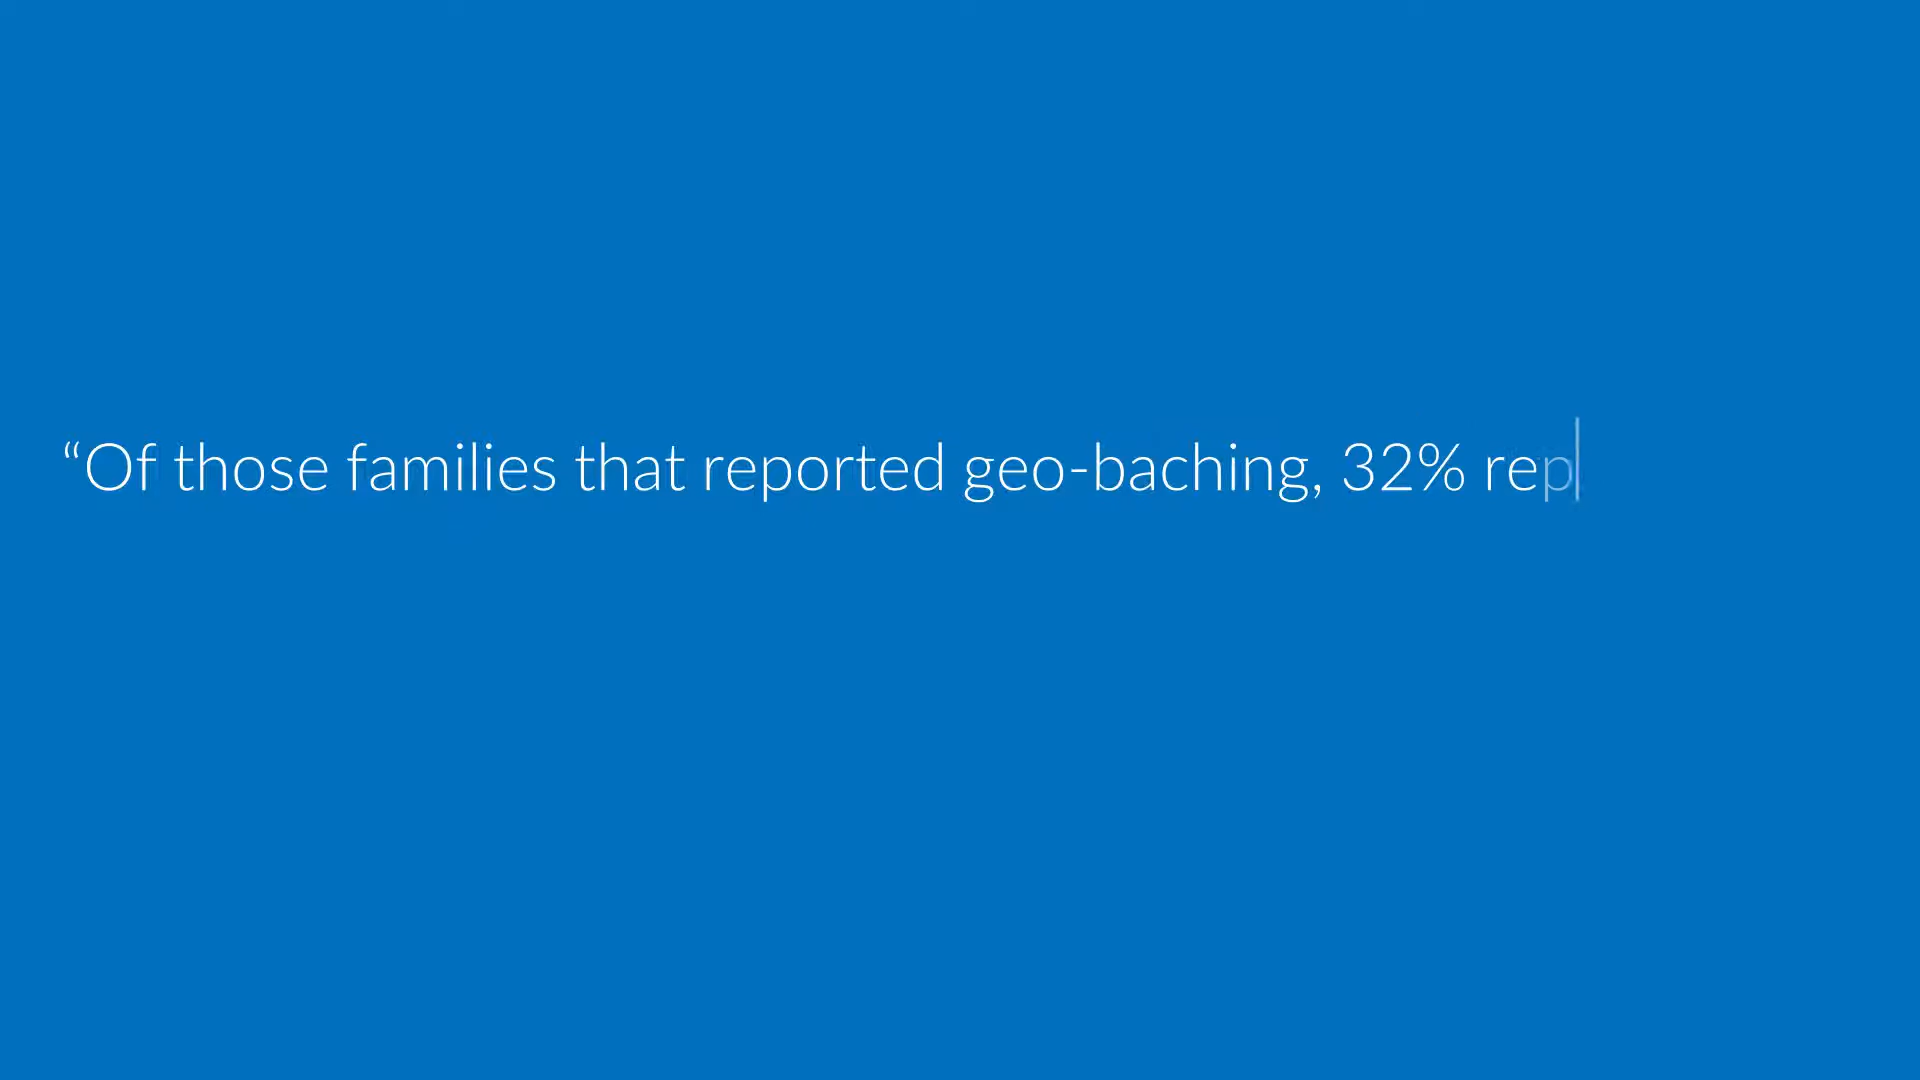 “Of those families that reported geo-baching, 32% rep